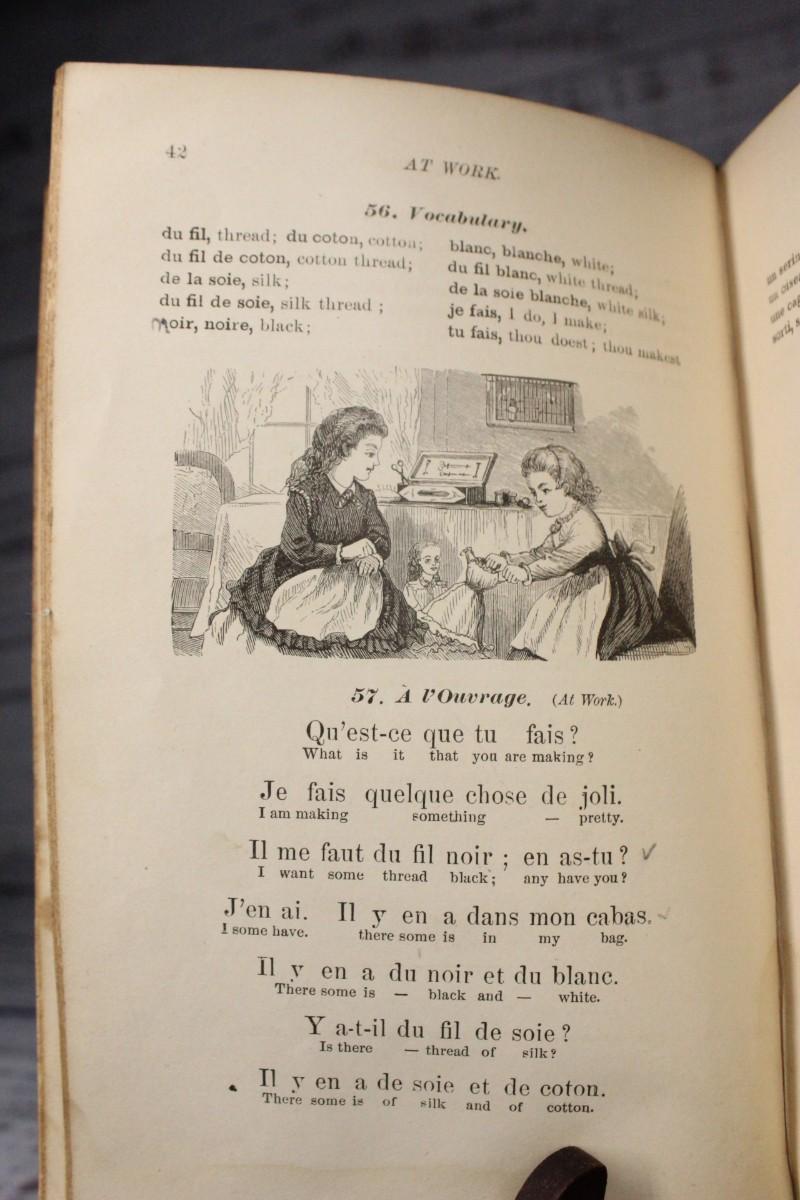 42
AT WORK.
56. Vocabulary.
du fil, thread; du coton, cotton;
du fil de coton, cotton thread;
de la soie, silk;
du fil de soie, silk thread;
noir, noire, black;
blanc, blanche, white;
du fil blanc, white thread;
de la soie blanche, white silk;
je fais, I do, I make;
tu fais, thou doest; thou makest
57. À l'Ouvrage. (At Work.)
Qu'est-ce que tu fais?
What is it that you are making?
Je fais quelque chose de joli.
I am making something — pretty.
Il me faut du fil noir; en as-tu? ✓
I want some thread black; any have you?
J'en ai. Il y en a dans mon cabas.
I some have. there some is in my bag.
Il y en a du noir et du blanc.
There some is — black and — white.
Y a-t-il du fil de soie?
Is there — thread of silk?
Il y en a de soie et de coton.
There some is of silk and of cotton.
un